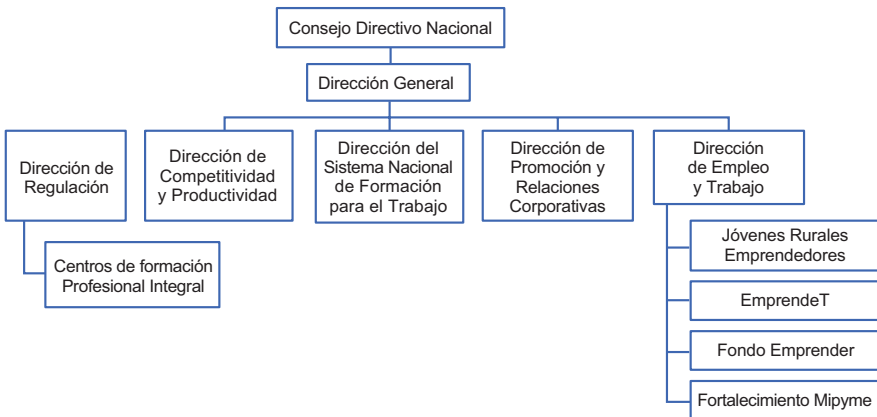 Consejo Directivo Nacional
Dirección General
Dirección de
Regulación
Dirección de
Competitividad
y Productividad
Dirección del
Sistema Nacional
de Formación
para el Trabajo
Dirección de
Promoción y
Relaciones
Corporativas
Dirección
de Empleo
y Trabajo
Centros de formación
Profesional Integral
Jóvenes Rurales
Emprendedores
EmprendeT
Fondo Emprender
Fortalecimiento Mipyme